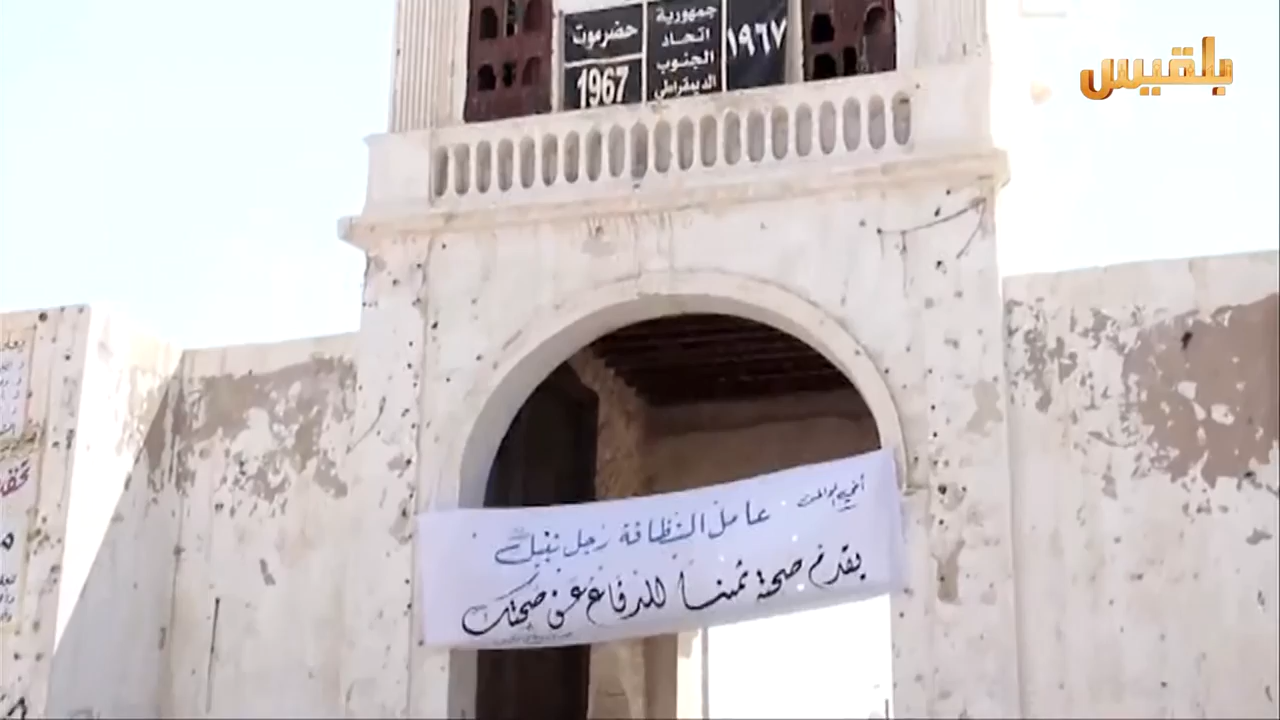 بلقيس
جمهورية
اتحاد
الجنوب
الديمقراطي
١٩٦٧
حضرموت
1967
أخي المواطن
عامل النظافة رجل نبيل
يقدم صحة ثمناً للدفاع عن صحتك